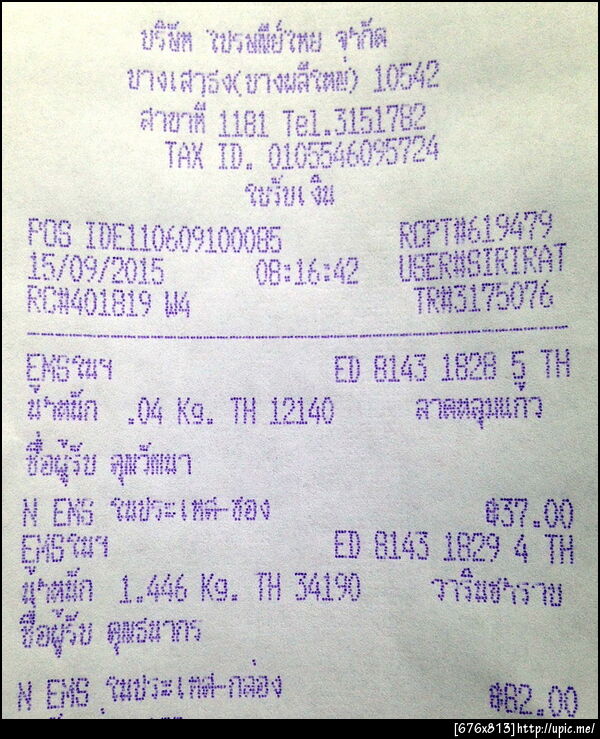 บริษัท ไปรษณีย์ไทย จำกัด
บางเสาธง(บางพลีใหญ่) 10542
สาขาที่ 1181 Tel.3151782
TAX ID. 0105546095724
ใบรับเงิน
POS IDE110609100085 RCPT#619479
15/09/2015 08:16:42 USER#SIRIRAT
RC#401819 W4 TR#3175076
EMSในฯ ED 8143 1828 5 TH
น้ำหนัก .04 Kg. TH 12140 ลาดหลุมแก้ว
ชื่อผู้รับ คุณวัฒนา
N EMS ในประเทศ-ซอง ฿37.00
EMSในฯ ED 8143 1829 4 TH
น้ำหนัก 1.446 Kg. TH 34190 วารินชำราบ
ชื่อผู้รับ คุณธนากร
N EMS ในประเทศ-กล่อง ฿82.00
[676x813]http://upic.me/